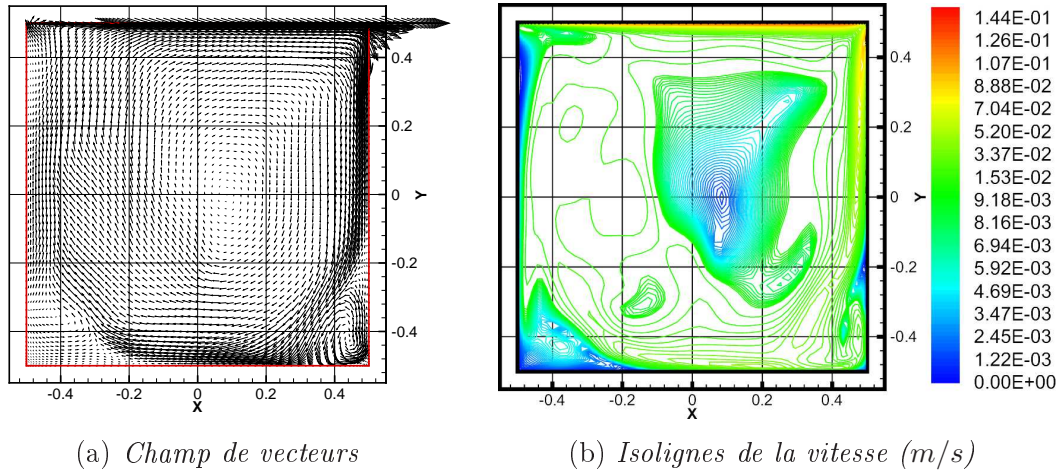 0.4
0.2
0
-0.2
-0.4
Y
-0.4
-0.2
0
0.2
0.4
X
0.4
0.2
0
-0.2
-0.4
Y
-0.4
-0.2
0
0.2
0.4
X
1.44E-01
1.26E-01
1.07E-01
8.88E-02
7.04E-02
5.20E-02
3.37E-02
1.53E-02
9.18E-03
8.16E-03
6.94E-03
5.92E-03
4.69E-03
3.67E-03
2.45E-03
1.22E-03
0.00E+00
(a) Champ de vecteurs
(b) Isolignes de la vitesse (m/s)